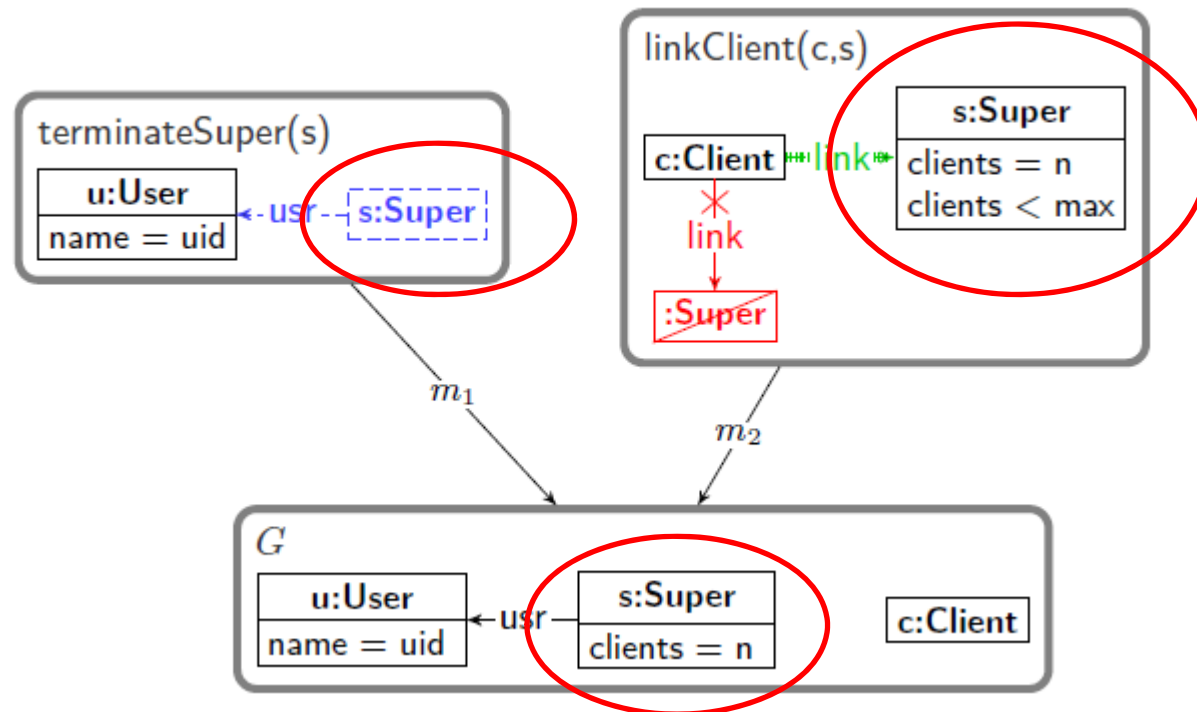 terminateSuper(s)
u:User
name = uid
usr
s:Super
linkClient(c,s)
c:Client
link
s:Super
clients = n
clients < max
link
:Super
m₁
m₂
G
u:User
name = uid
usr
s:Super
clients = n
c:Client